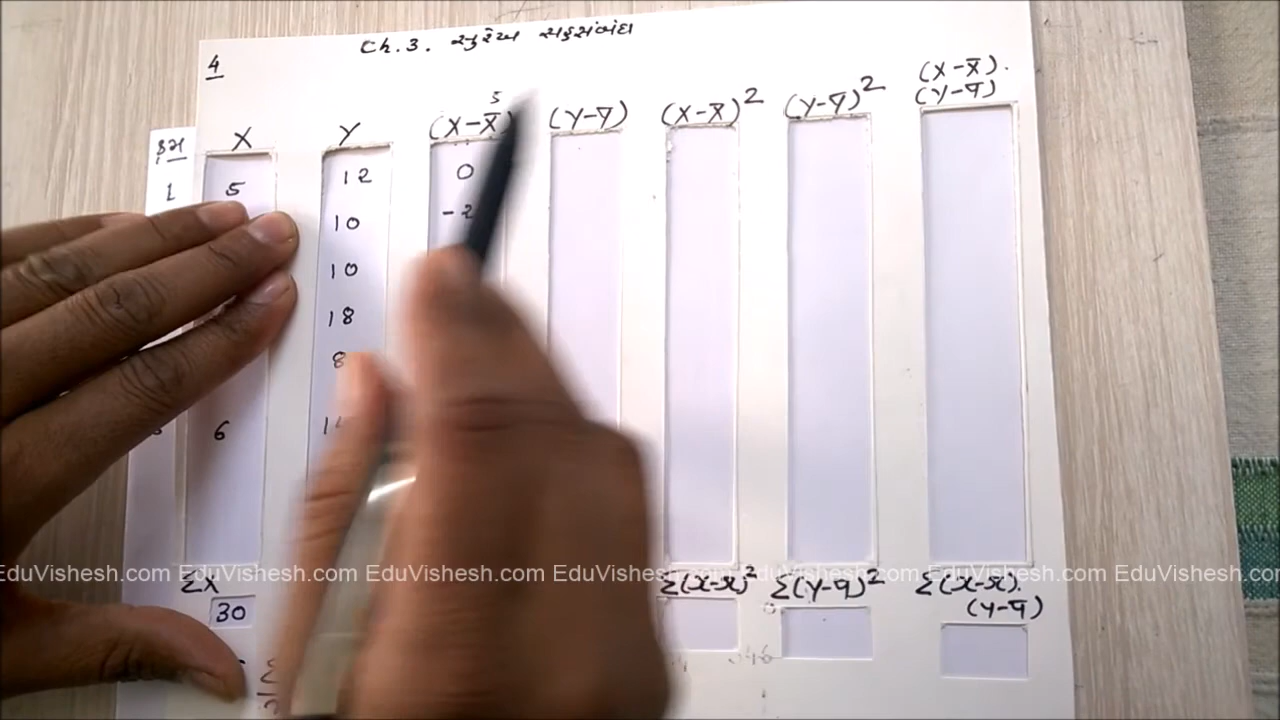 Ch. 3. સુરેખ સહસંબંધ
4
ક્રમ X Y (X-X̄) (Y-Ȳ) (X-X̄)² (Y-Ȳ)² (X-X̄). (Y-Ȳ)
5
1 5 12 0
10 -2
10
18
8
6
ΣX Σ(x-x̄)² Σ(y-ȳ)² Σ(x-x̄). (y-ȳ)
30
EduVishesh.com EduVishesh.com EduVishesh.com EduVishesh.com EduVishesh.com EduVishesh.com EduVishesh.com